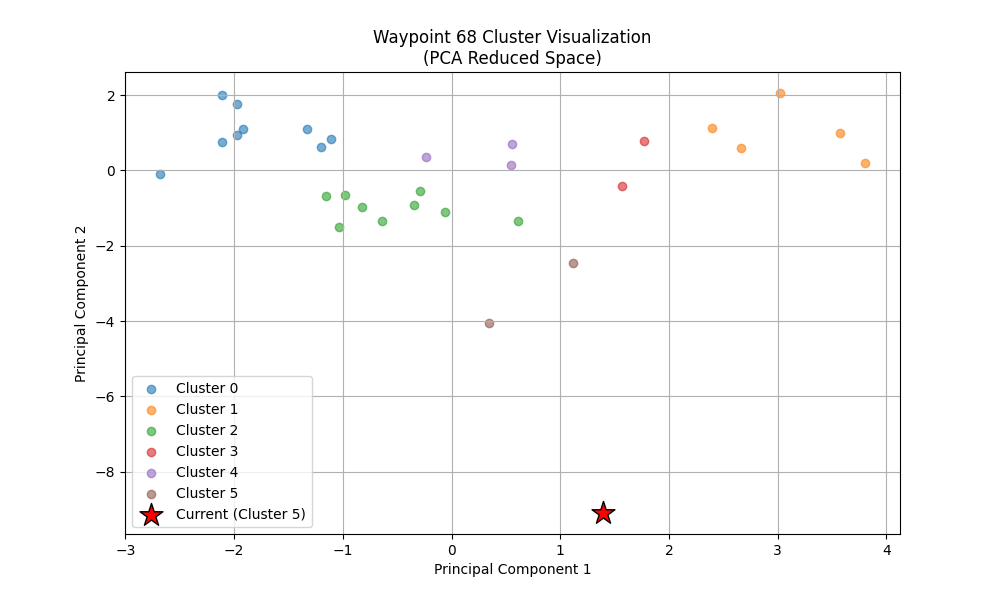 Waypoint 68 Cluster Visualization
(PCA Reduced Space)
Principal Component 2
2
0
−2
−4
−6
−8
Cluster 0
Cluster 1
Cluster 2
Cluster 3
Cluster 4
Cluster 5
Current (Cluster 5)
−3
−2
−1
0
1
2
3
4
Principal Component 1